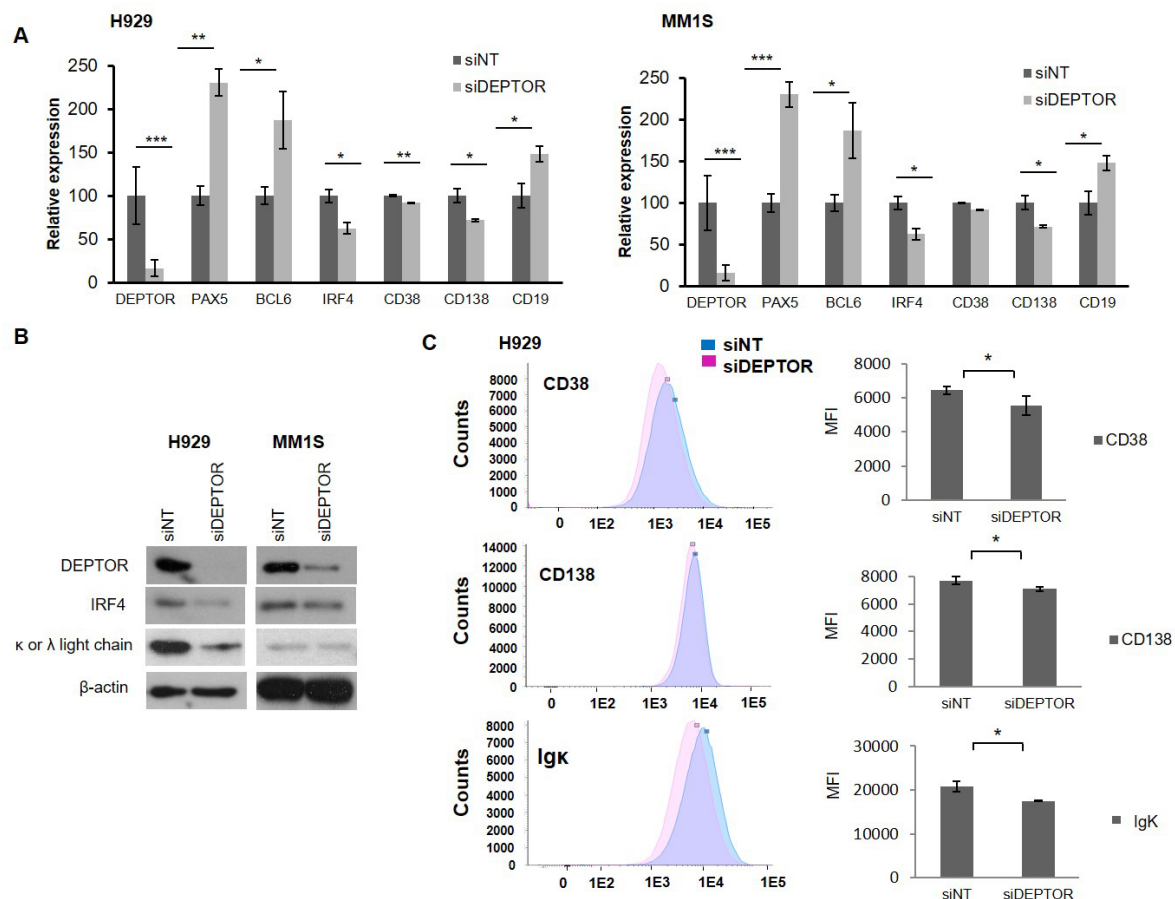 A
H929
** 
*
siNT
siDEPTOR
***
*
**
*
*
Relative expression
250
200
150
100
50
0
DEPTOR PAX5 BCL6 IRF4 CD38 CD138 CD19
MM1S
***
*
siNT
siDEPTOR
***
*
*
*
Relative expression
250
200
150
100
50
0
DEPTOR PAX5 BCL6 IRF4 CD38 CD138 CD19
B
H929 MM1S
siNT siDEPTOR siNT siDEPTOR
DEPTOR
IRF4
κ or λ light chain
β-actin
C
H929
siNT
siDEPTOR
CD38
Counts
8000
7000
6000
5000
4000
3000
2000
1000
0
0 1E2 1E3 1E4 1E5
MFI
8000
6000
4000
2000
0
*
siNT siDEPTOR
CD38
CD138
Counts
14000
12000
10000
8000
6000
4000
2000
0
0 1E2 1E3 1E4 1E5
MFI
8000
6000
4000
2000
0
*
siNT siDEPTOR
CD138
Igκ
Counts
8000
7000
6000
5000
4000
3000
2000
1000
0
0 1E2 1E3 1E4 1E5
MFI
30000
20000
10000
0
*
siNT siDEPTOR
IgK